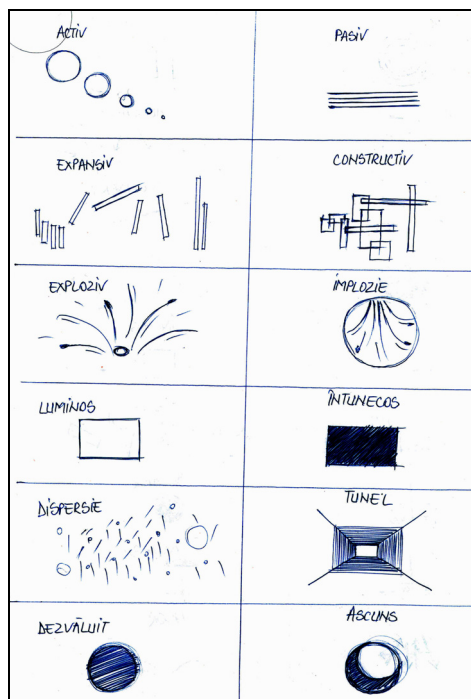 ACTIV
PASIV
EXPANSIV
CONSTRUCTIV
EXPLOZIV
IMPLOZIE
LUMINOS
ÎNTUNECOS
DISPERSIE
TUNEL
DEZVĂLUIT
ASCUNS